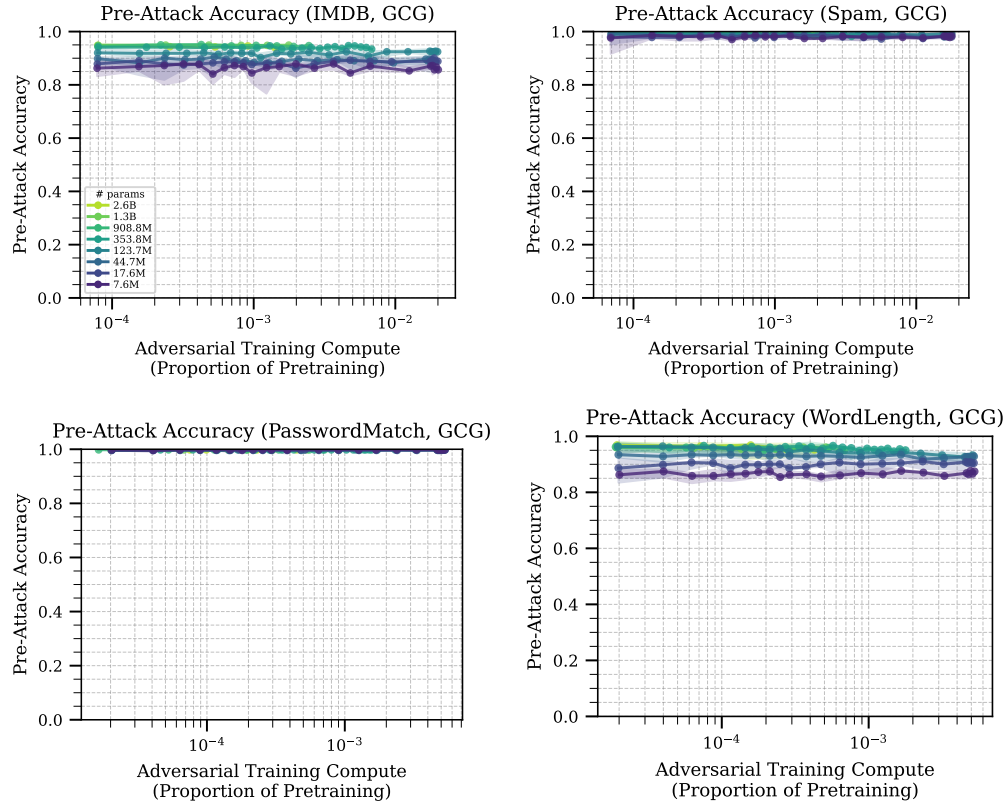 Pre-Attack Accuracy (IMDB, GCG)
1.0
0.8
0.6
0.4
0.2
0.0
Pre-Attack Accuracy
# params
2.6B
1.3B
908.8M
353.8M
123.7M
44.7M
17.6M
7.6M
10⁻⁴
10⁻³
10⁻²
Adversarial Training Compute
(Proportion of Pretraining)
Pre-Attack Accuracy (Spam, GCG)
1.0
0.8
0.6
0.4
0.2
0.0
Pre-Attack Accuracy
10⁻⁴
10⁻³
10⁻²
Adversarial Training Compute
(Proportion of Pretraining)
Pre-Attack Accuracy (PasswordMatch, GCG)
1.0
0.8
0.6
0.4
0.2
0.0
Pre-Attack Accuracy
10⁻⁴
10⁻³
Adversarial Training Compute
(Proportion of Pretraining)
Pre-Attack Accuracy (WordLength, GCG)
1.0
0.8
0.6
0.4
0.2
0.0
Pre-Attack Accuracy
10⁻⁴
10⁻³
Adversarial Training Compute
(Proportion of Pretraining)